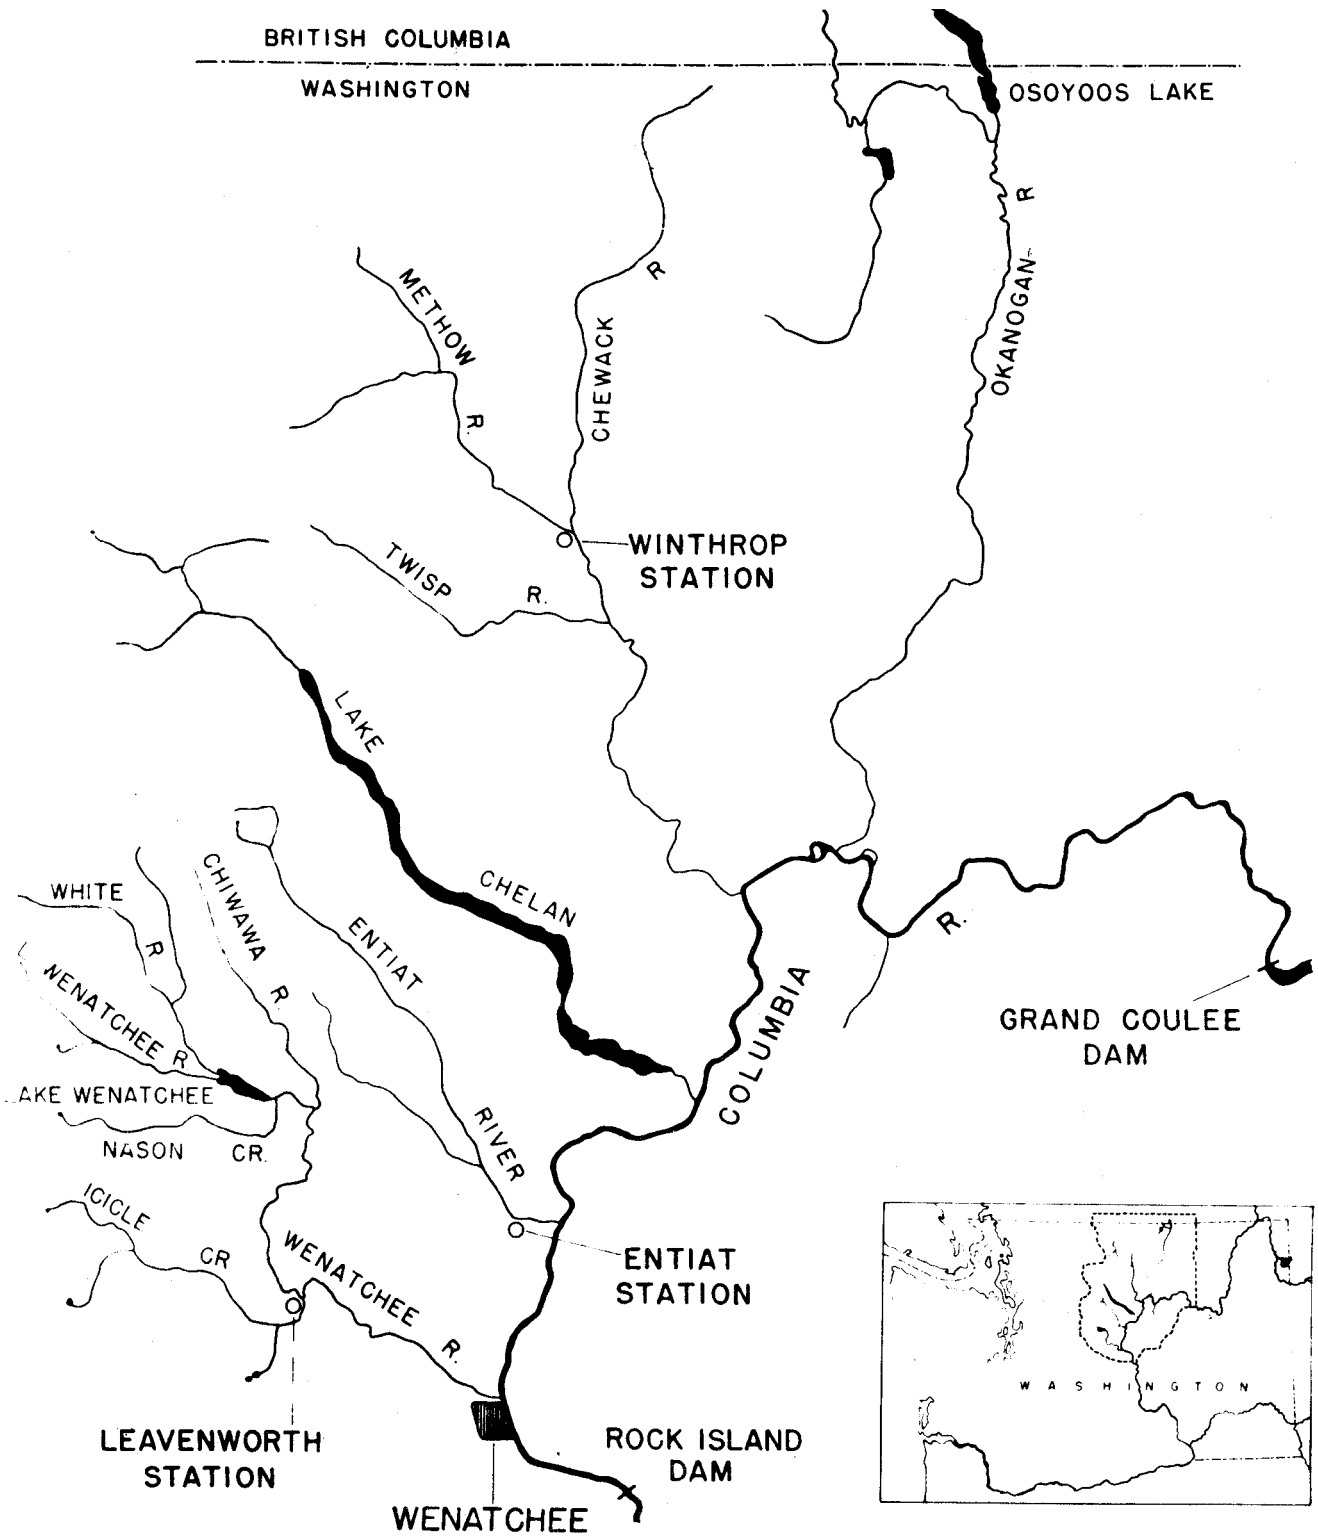 BRITISH COLUMBIA
WASHINGTON
OSOYOOS LAKE
OKANOGAN R
METHOW R.
CHEWACK R
WINTHROP
STATION
TWISP R.
LAKE CHELAN
WHITE R
CHIWAWA R
ENTIAT RIVER
WENATCHEE R
AKE WENATCHEE
NASON CR.
ICICLE CR
WENATCHEE R.
COLUMBIA R.
GRAND COULEE
DAM
ENTIAT
STATION
LEAVENWORTH
STATION
ROCK ISLAND
DAM
WENATCHEE
WASHINGTON